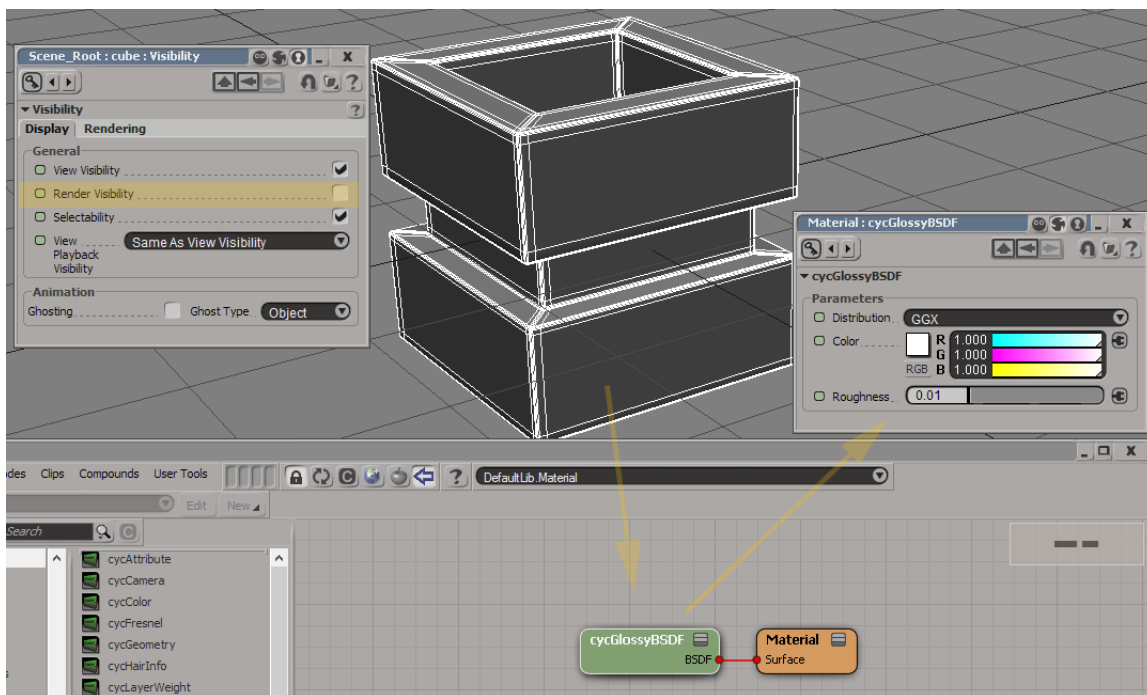 Scene_Root : cube : Visibility
Visibility
Display Rendering
General
View Visibility
Render Visibility
Selectability
View Playback Visibility Same As View Visibility
Animation
Ghosting Ghost Type Object
Material : cycGlossyBSDF
cycGlossyBSDF
Parameters
Distribution GGX
Color R 1.000
G 1.000
RGB B 1.000
Roughness 0.01
odes Clips Compounds User Tools ? DefaultLib.Material
Edit New
Search
cycAttribute
cycCamera
cycColor
cycFresnel
cycGeometry
cycHairInfo
cycLayerWeight
cycGlossyBSDF
BSDF
Material
Surface